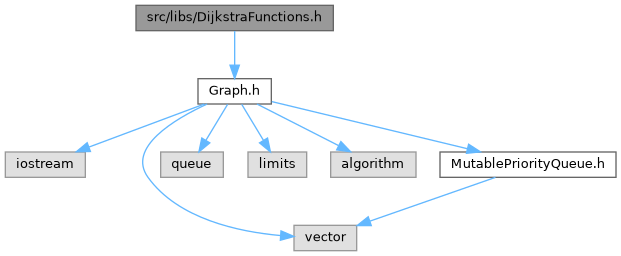 src/libs/DijkstraFunctions.h
Graph.h
iostream
queue
limits
algorithm
MutablePriorityQueue.h
vector